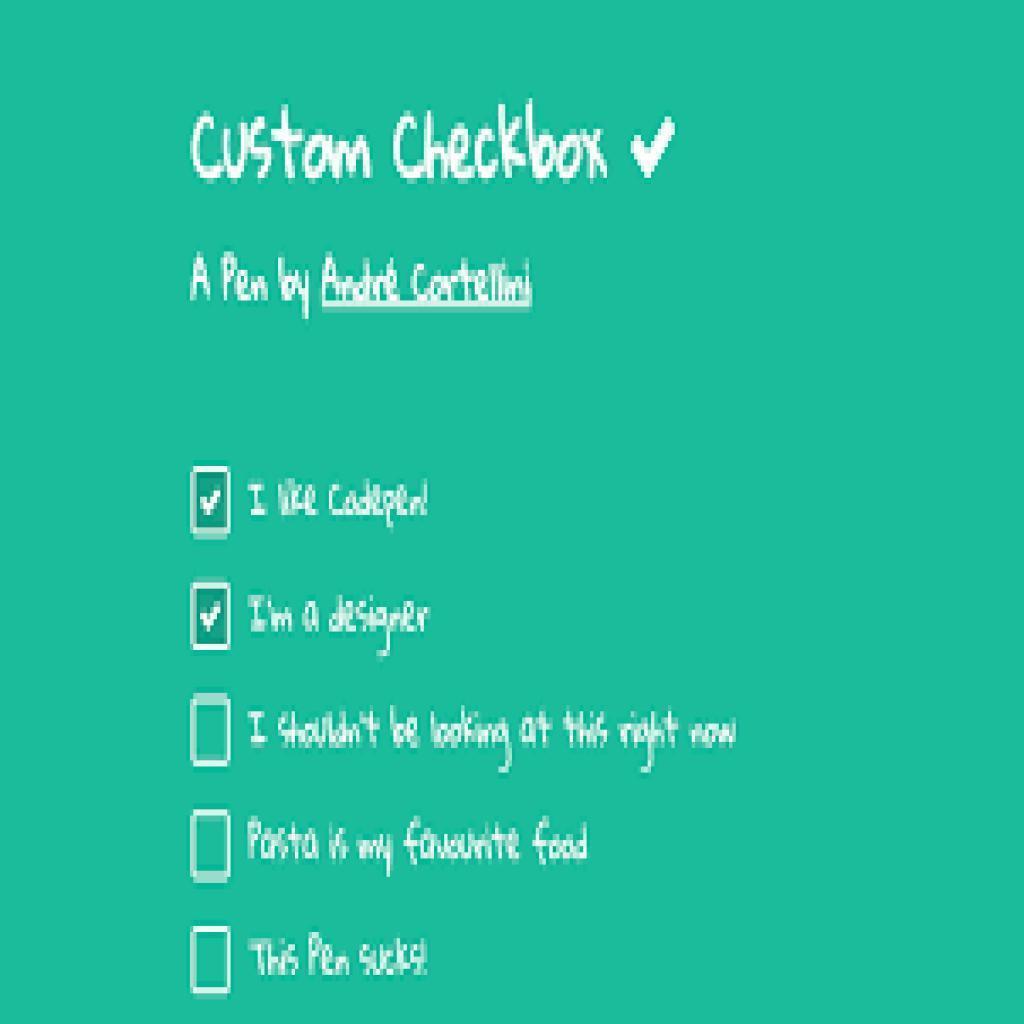 Custom Checkbox ✔
A Pen by André Cortellini
I like Codepen!
I'm a designer
I shouldn't be looking at this right now
Pasta is my favourite food
This Pen sucks!